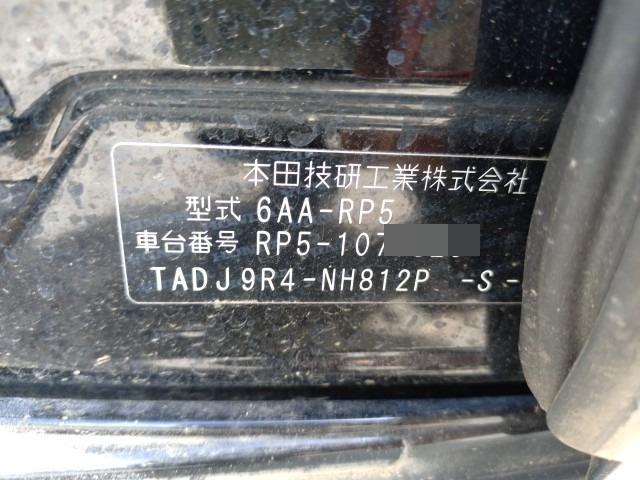 本田技研工業株式会社
型式 6AA-RP5
車台番号 RP5-107
TADJ9R4-NH812P -S-